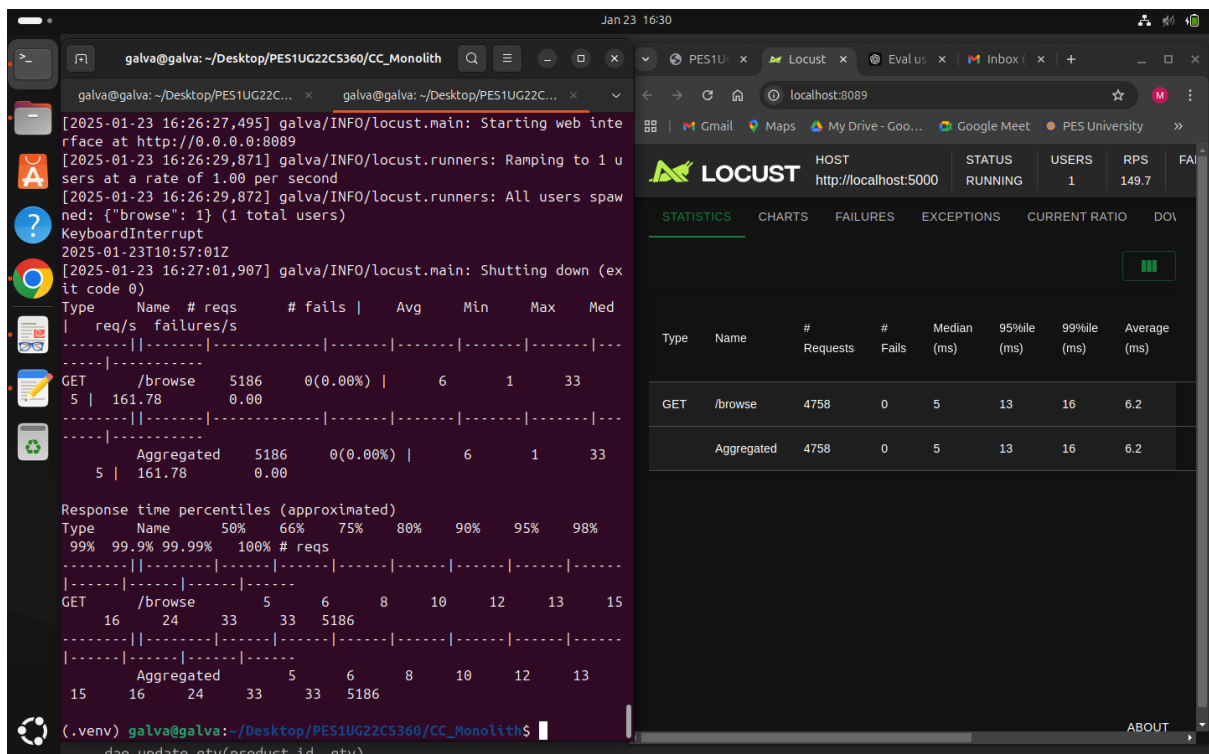 Jan 23 16:30
galva@galva: ~/Desktop/PES1UG22CS360/CC_Monolith
galva@galva: ~/Desktop/PES1UG22C... × galva@galva: ~/Desktop/PES1UG22C... ×
[2025-01-23 16:26:27,495] galva/INFO/locust.main: Starting web inte
rface at http://0.0.0.0:8089
[2025-01-23 16:26:29,871] galva/INFO/locust.runners: Ramping to 1 u
sers at a rate of 1.00 per second
[2025-01-23 16:26:29,872] galva/INFO/locust.runners: All users spaw
ned: {"browse": 1} (1 total users)
KeyboardInterrupt
2025-01-23T10:57:01Z
[2025-01-23 16:27:01,907] galva/INFO/locust.main: Shutting down (ex
it code 0)
Type Name # reqs # fails | Avg Min Max Med
| req/s failures/s
--------||-------|-------------|-------|-------|-------|---
-----|-----------
GET /browse 5186 0(0.00%) | 6 1 33
5 | 161.78 0.00
--------||-------|-------------|-------|-------|-------|---
-----|-----------
Aggregated 5186 0(0.00%) | 6 1 33
5 | 161.78 0.00
Response time percentiles (approximated)
Type Name 50% 66% 75% 80% 90% 95% 98%
99% 99.9% 99.99% 100% # reqs
--------||--------|------|------|------|------|------|------
|------|------|------|------
GET /browse 5 6 8 10 12 13 15
16 24 33 33 5186
--------||--------|------|------|------|------|------|------
|------|------|------|------
Aggregated 5 6 8 10 12 13
15 16 24 33 33 5186
(.venv) galva@galva:~/Desktop/PES1UG22CS360/CC_Monolith$
dao.update_qty(product_id, qty)
PES1U × Locust × Eval us × Inbox ( × +
localhost:8089
M
Gmail Maps My Drive - Goo... Google Meet PES University »
LOCUST
HOST STATUS USERS RPS FAI
http://localhost:5000 RUNNING 1 149.7
STATISTICS CHARTS FAILURES EXCEPTIONS CURRENT RATIO DOW
Type Name # Requests # Fails Median (ms) 95%ile (ms) 99%ile (ms) Average (ms)
GET /browse 4758 0 5 13 16 6.2
Aggregated 4758 0 5 13 16 6.2
ABOUT